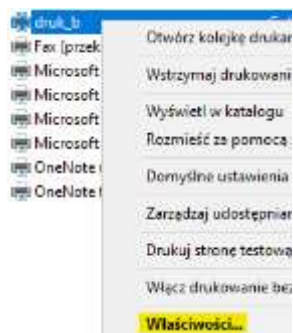 druk_b
Fax (przek
Microsoft
Microsoft
Microsoft
Microsoft
OneNote
OneNote
Otwórz kolejkę drukar
Wstrzymaj drukowani
Wyświetl w katalogu
Rozmieść za pomocą
Domyślne ustawienia
Zarządzaj udostępnian
Drukuj stronę testową
Włącz drukowanie bez
Właściwości...